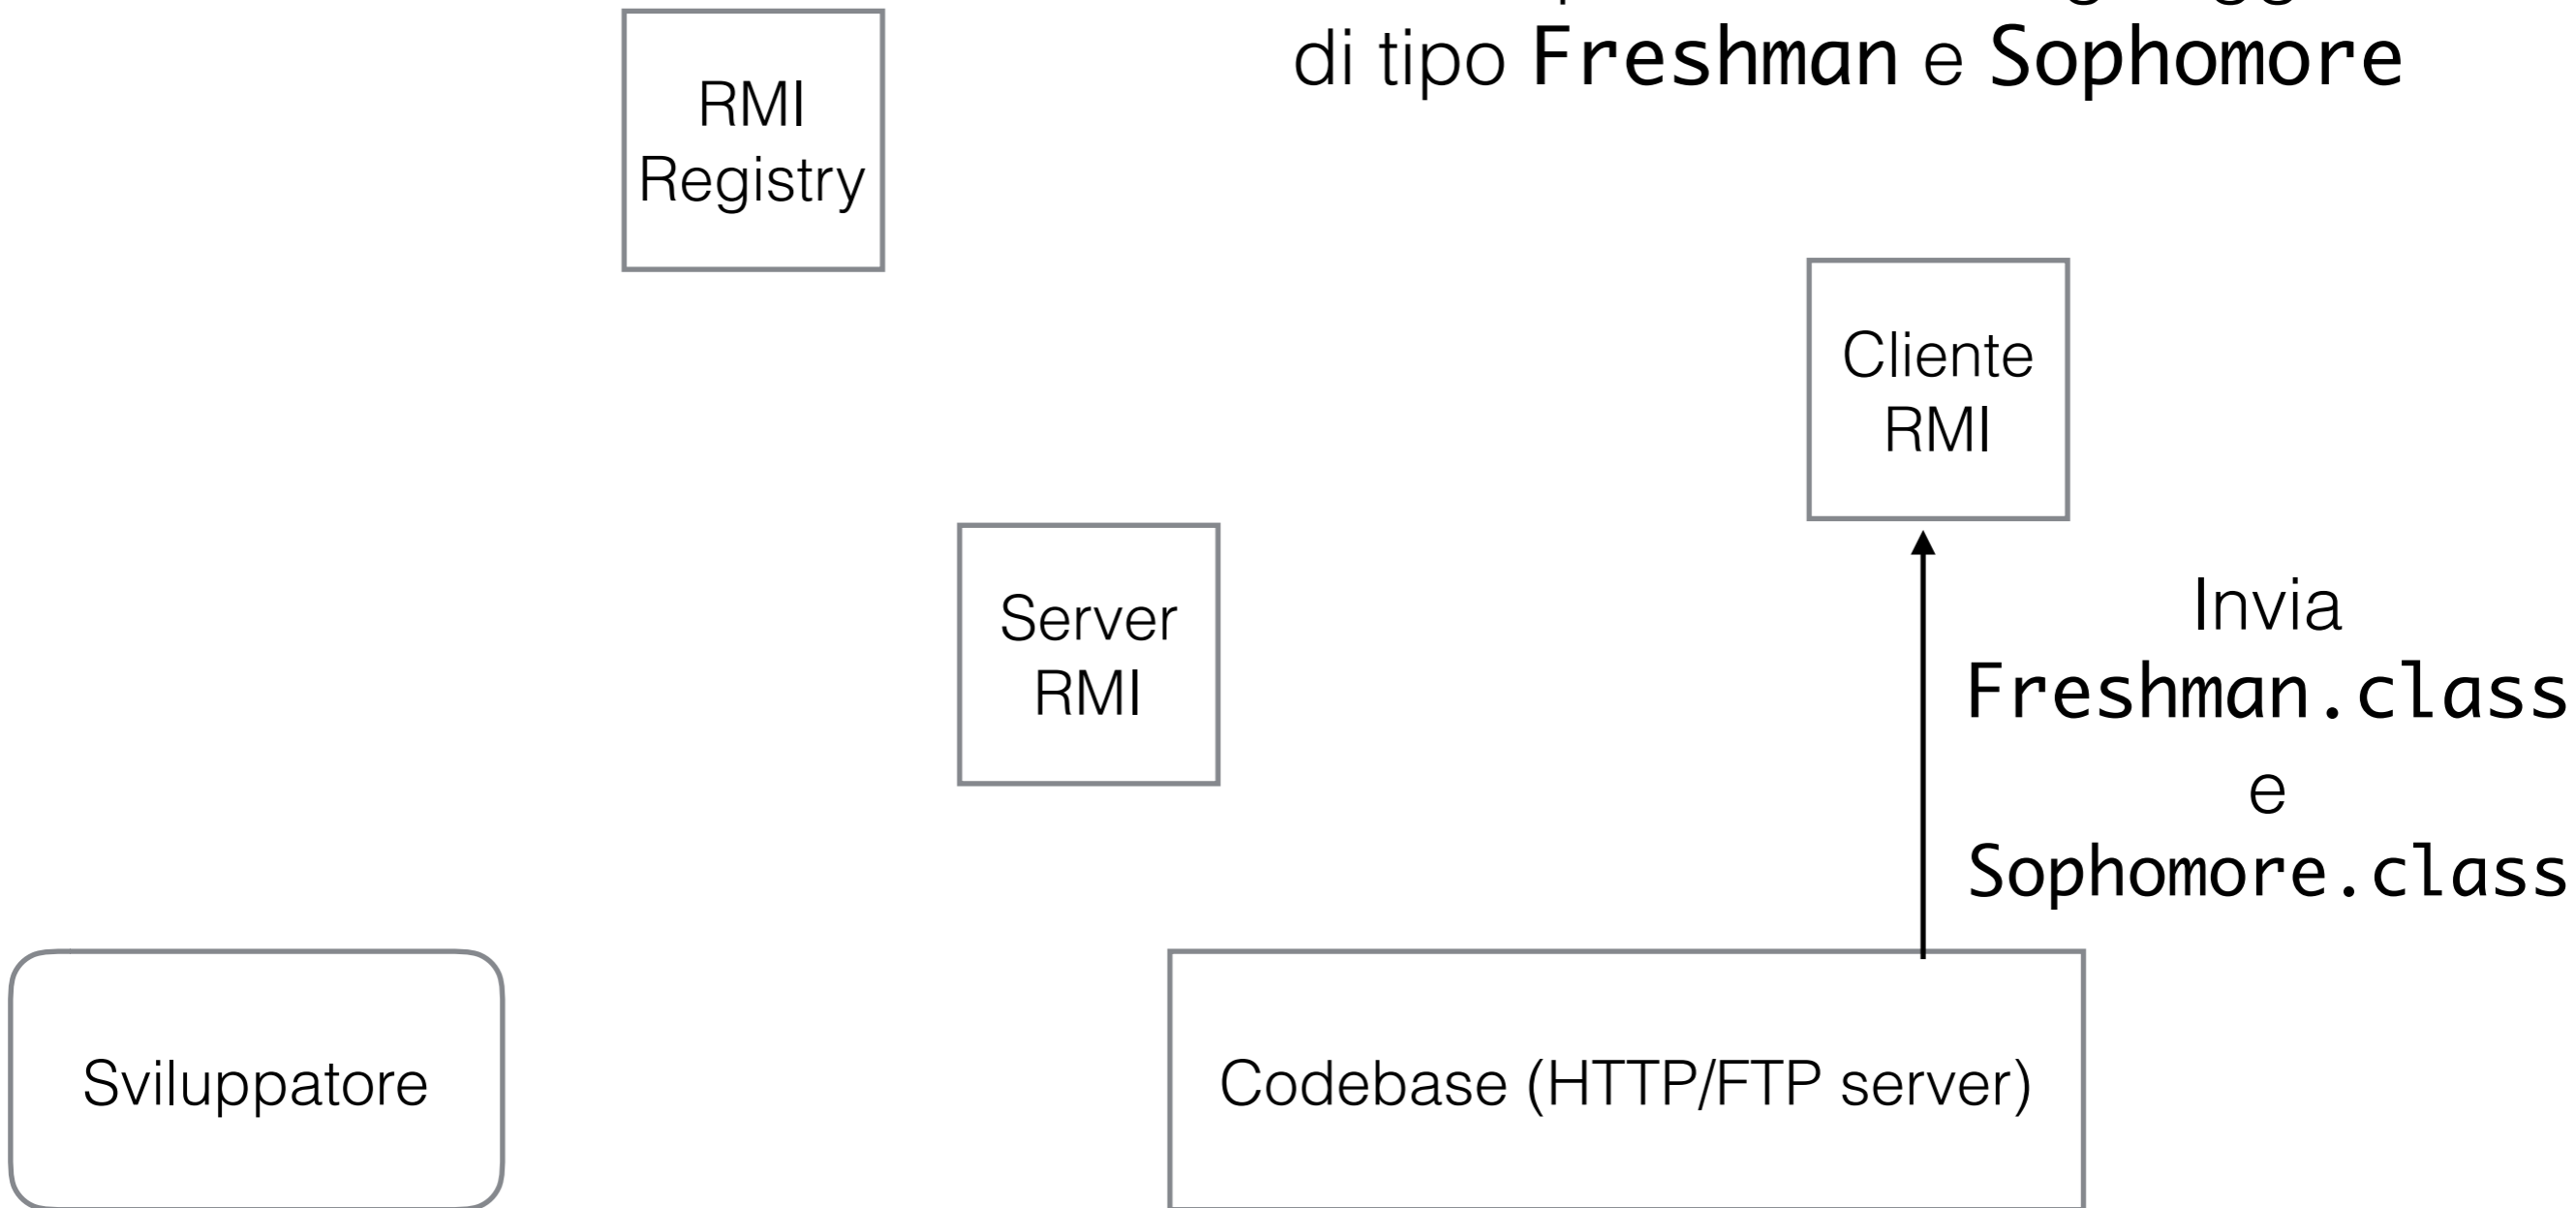 di tipo Freshman e Sophomore
RMI
Registry
Cliente
RMI
Server
RMI
Invia
Freshman.class
e
Sophomore.class
Sviluppatore
Codebase (HTTP/FTP server)